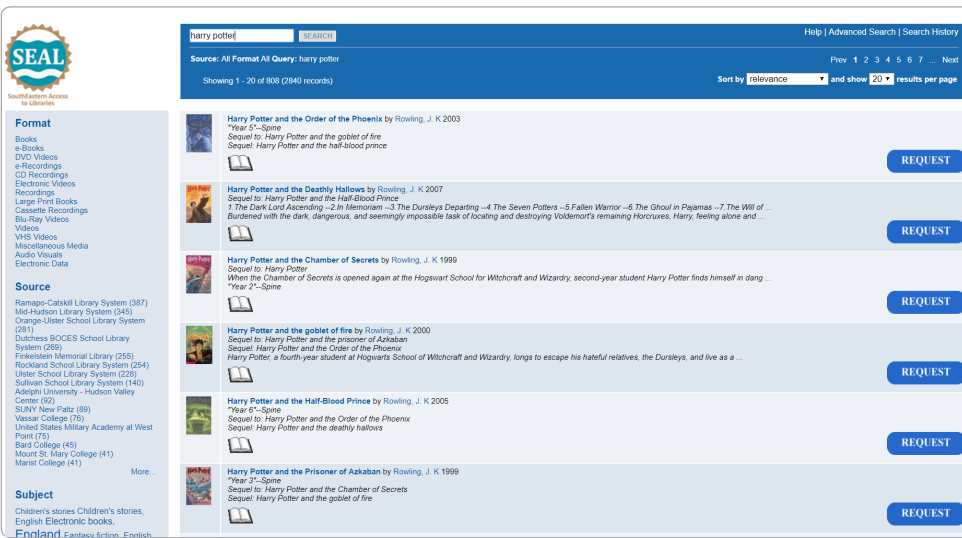 SEAL
SouthEastern Access
to Libraries
harry potter
SEARCH
Help | Advanced Search | Search History
Source: All Format All Query: harry potter
Prev 1 2 3 4 5 6 7 ... Next
Showing 1 - 20 of 808 (2840 records)
Sort by relevance and show 20 results per page
Format
Books
e-Books
DVD Videos
e-Recordings
CD Recordings
Electronic Videos
Recordings
Large Print Books
Cassette Recordings
Blu-Ray Videos
Videos
VHS Videos
Miscellaneous Media
Audio Visuals
Electronic Data
Source
Ramapo-Catskill Library System (387)
Mid-Hudson Library System (345)
Orange-Ulster School Library System
(281)
Dutchess BOCES School Library
System (269)
Finkelstein Memorial Library (255)
Rockland School Library System (254)
Ulster School Library System (228)
Sullivan School Library System (140)
Adelphi University - Hudson Valley
Center (92)
SUNY New Paltz (89)
Vassar College (76)
United States Military Academy at West
Point (75)
Bard College (45)
Mount St. Mary College (41)
Marist College (41)
More...
Subject
Children's stories Children's stories,
English Electronic books.
England Fantasy fiction, English
Harry Potter and the Order of the Phoenix by Rowling, J. K 2003
"Year 5"--Spine
Sequel to: Harry Potter and the goblet of fire
Sequel: Harry Potter and the half-blood prince
REQUEST
Harry Potter and the Deathly Hallows by Rowling, J. K 2007
Sequel to: Harry Potter and the Half-Blood Prince
1.The Dark Lord Ascending --2.In Memoriam --3.The Dursleys Departing --4.The Seven Potters --5.Fallen Warrior --6.The Ghoul in Pajamas --7.The Will of ...
Burdened with the dark, dangerous, and seemingly impossible task of locating and destroying Voldemort's remaining Horcruxes, Harry, feeling alone and ...
REQUEST
Harry Potter and the Chamber of Secrets by Rowling, J. K 1999
Sequel to: Harry Potter
When the Chamber of Secrets is opened again at the Hogswart School for Witchcraft and Wizardry, second-year student Harry Potter finds himself in dang ...
"Year 2"--Spine
REQUEST
Harry Potter and the goblet of fire by Rowling, J. K 2000
Sequel to: Harry Potter and the prisoner of Azkaban
Sequel: Harry Potter and the Order of the Phoenix
Harry Potter, a fourth-year student at Hogwarts School of Witchcraft and Wizardry, longs to escape his hateful relatives, the Dursleys, and live as a ...
REQUEST
Harry Potter and the Half-Blood Prince by Rowling, J. K 2005
"Year 6"--Spine
Sequel to: Harry Potter and the Order of the Phoenix
Sequel: Harry Potter and the deathly hallows
REQUEST
Harry Potter and the Prisoner of Azkaban by Rowling, J. K 1999
"Year 3"--Spine
Sequel to: Harry Potter and the Chamber of Secrets
Sequel: Harry Potter and the goblet of fire
REQUEST